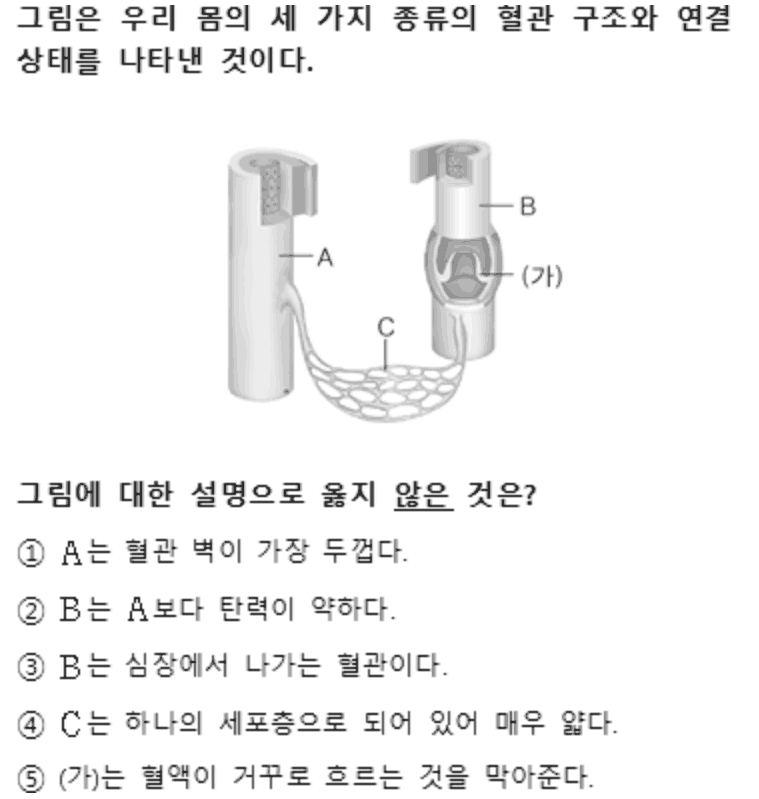 그림은 우리 몸의 세 가지 종류의 혈관 구조와 연결
상태를 나타낸 것이다.
B
A
(가)
C
그림에 대한 설명으로 옳지 않은 것은?
① A는 혈관 벽이 가장 두껍다.
② B는 A보다 탄력이 약하다.
③ B는 심장에서 나가는 혈관이다.
④ C는 하나의 세포층으로 되어 있어 매우 얇다.
⑤ (가)는 혈액이 거꾸로 흐르는 것을 막아준다.